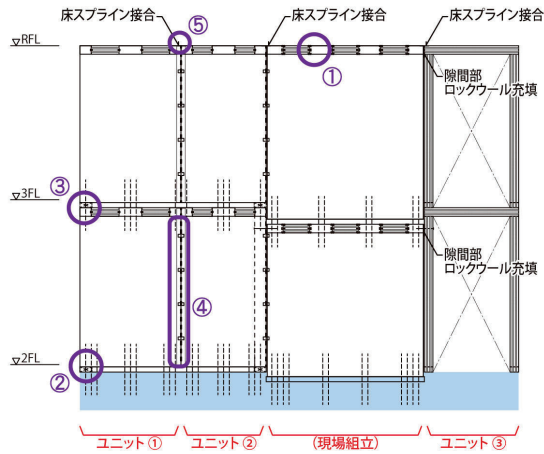 床スプライン接合
⑤
床スプライン接合
床スプライン接合
▽RFL
①
隙間部
ロックウール充填
③
▽3FL
隙間部
ロックウール充填
④
②
▽2FL
ユニット①
ユニット②
(現場組立)
ユニット③